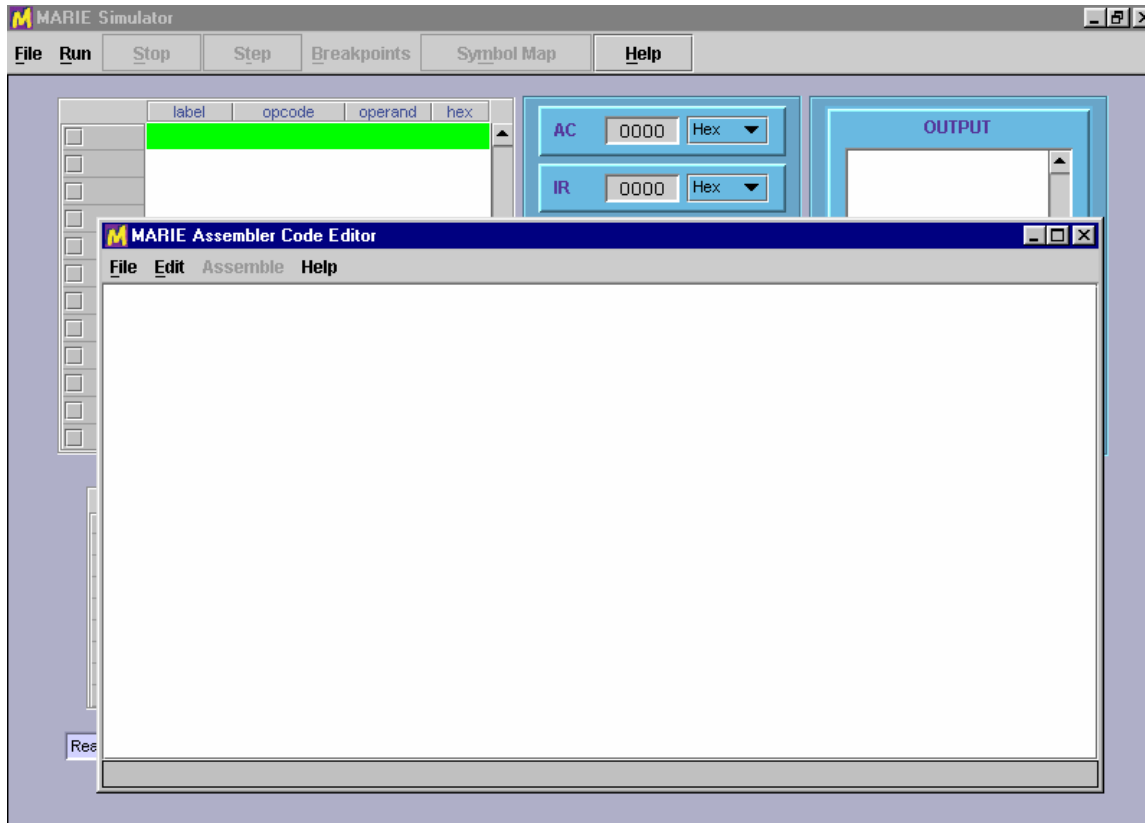 MARIE Simulator
File Run Stop Step Breakpoints Symbol Map Help
label opcode operand hex
AC 0000 Hex
IR 0000 Hex
OUTPUT
MARIE Assembler Code Editor
File Edit Assemble Help
Rea